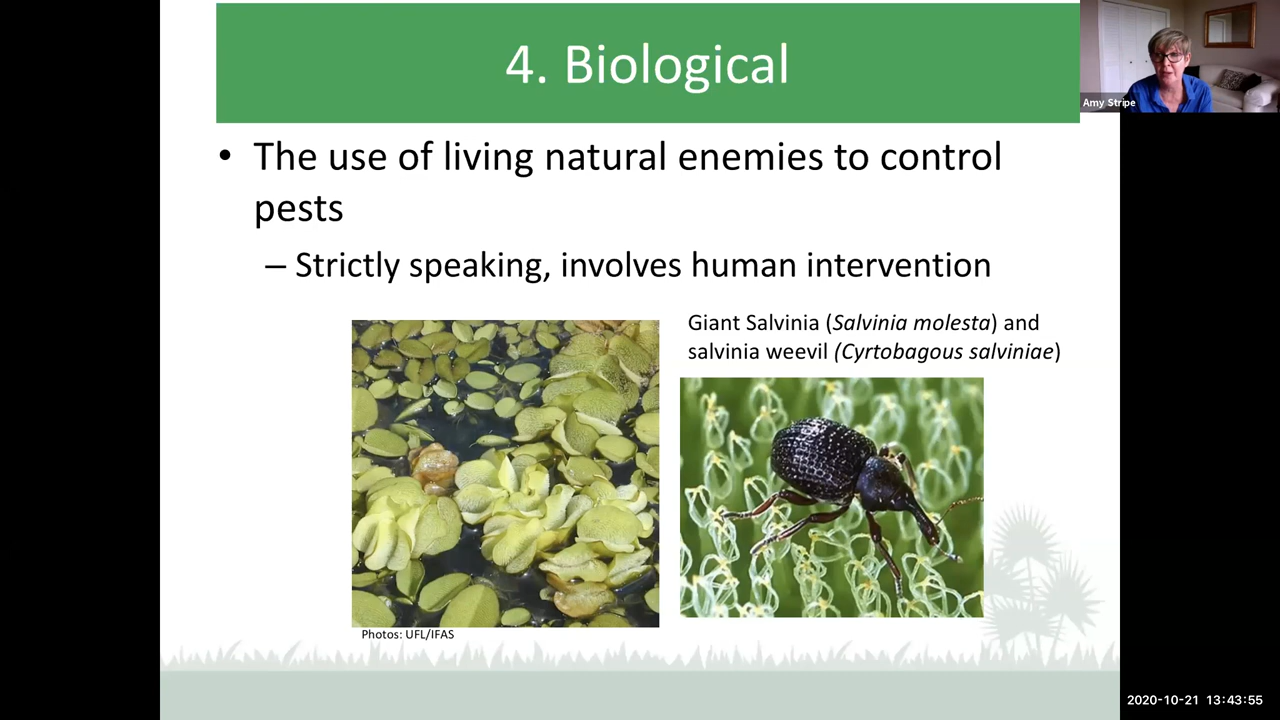 4. Biological
Amy Stripe
• The use of living natural enemies to control
pests
– Strictly speaking, involves human intervention
Giant Salvinia (Salvinia molesta) and
salvinia weevil (Cyrtobagous salviniae)
Photos: UFL/IFAS
2020-10-21 13:43:55